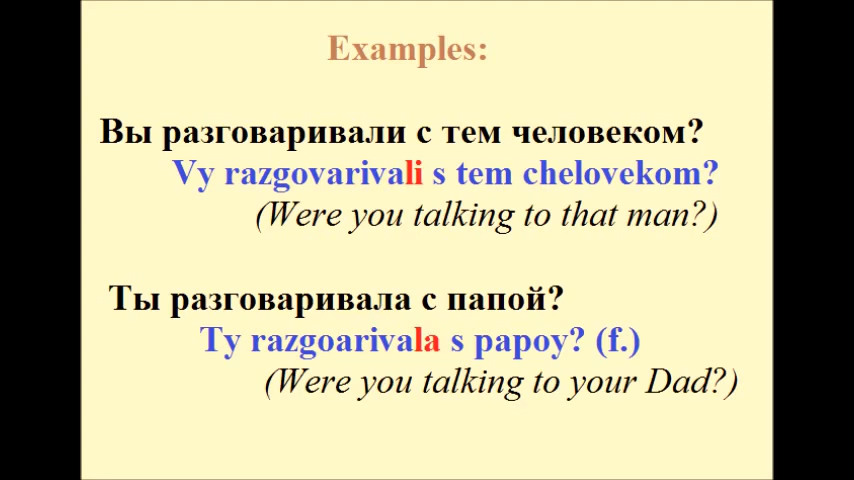 Examples:
Вы разговаривали с тем человеком?
Vy razgovarivali s tem chelovekom?
(Were you talking to that man?)
Ты разговаривала с папой?
Ty razgoarivala s papoy? (f.)
(Were you talking to your Dad?)